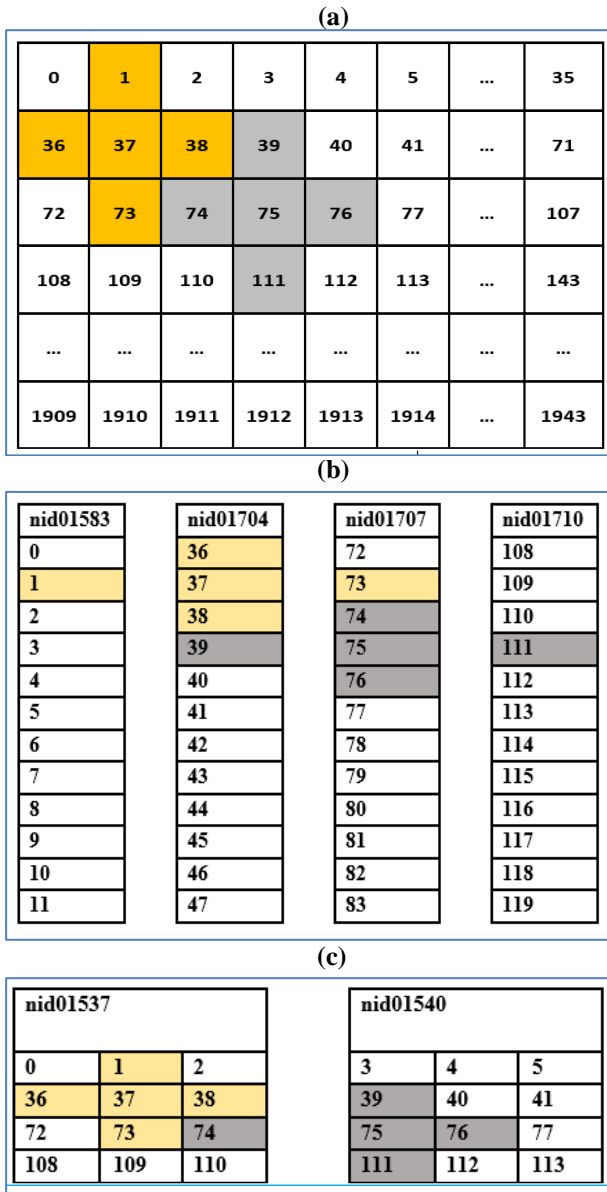 (a)
0 1 2 3 4 5 ... 35
36 37 38 39 40 41 ... 71
72 73 74 75 76 77 ... 107
108 109 110 111 112 113 ... 143
... ... ... ... ... ... ... ...
1909 1910 1911 1912 1913 1914 ... 1943
(b)
nid01583 nid01704 nid01707 nid01710
0 36 72 108
1 37 73 109
2 38 74 110
3 39 75 111
4 40 76 112
5 41 77 113
6 42 78 114
7 43 79 115
8 44 80 116
9 45 81 117
10 46 82 118
11 47 83 119
(c)
nid01537 nid01540
0 1 2 3 4 5
36 37 38 39 40 41
72 73 74 75 76 77
108 109 110 111 112 113